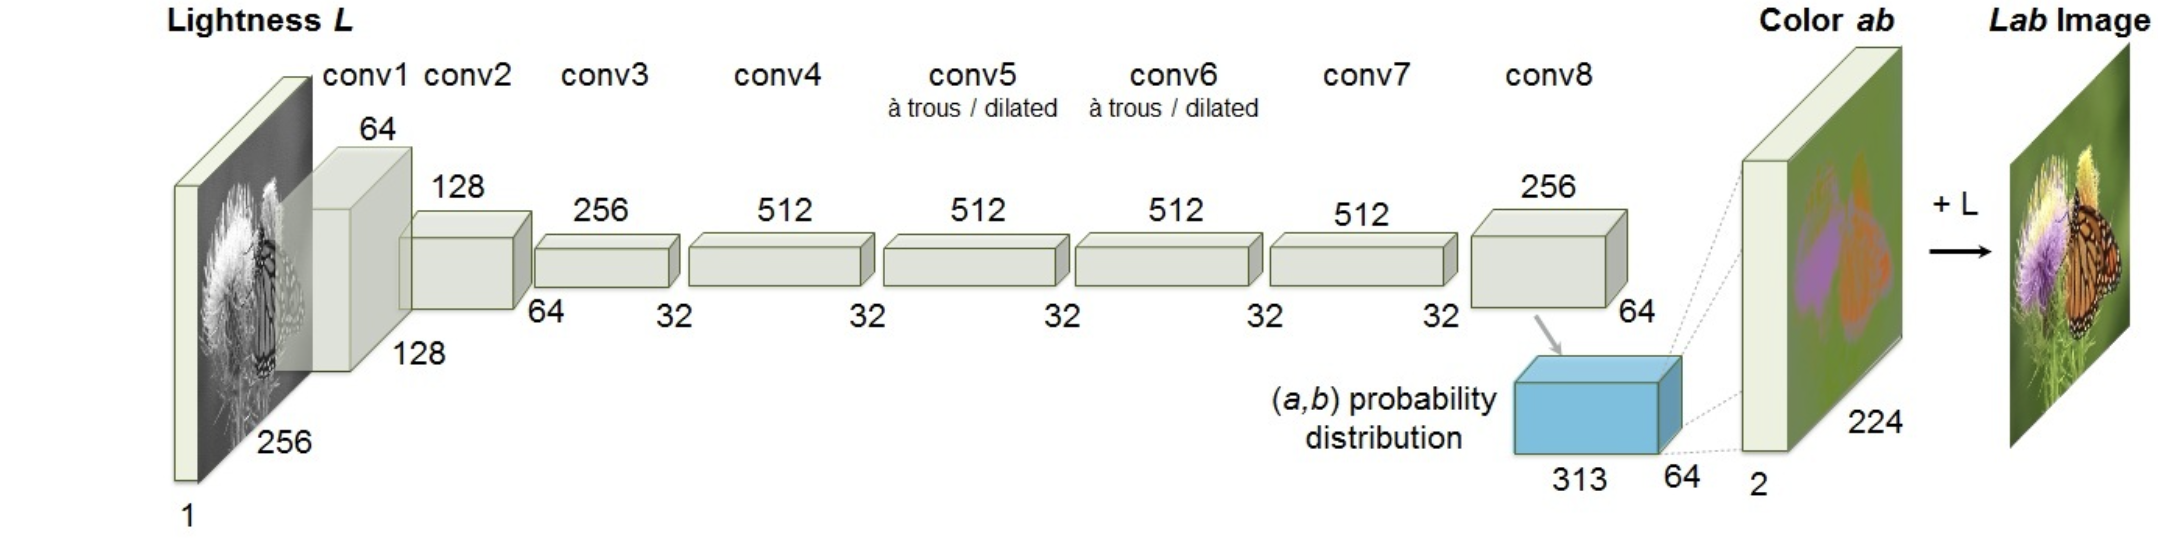 Lightness L
Color ab
Lab Image
conv1
conv2
conv3
conv4
conv5
à trous / dilated
conv6
à trous / dilated
conv7
conv8
64
128
256
512
512
512
512
256
+ L
64
32
32
32
32
32
64
128
256
1
(a,b) probability
distribution
313
64
2
224